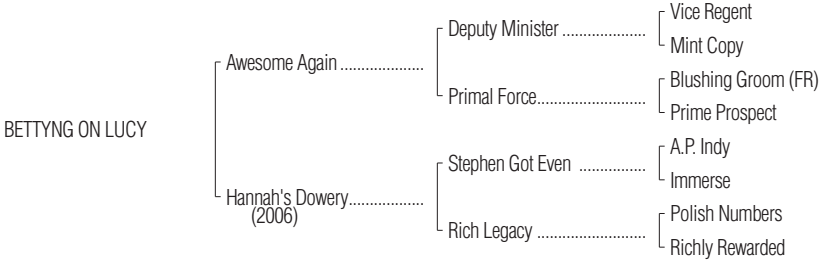 Vice Regent
Deputy Minister ....................
Mint Copy
Awesome Again ....................
Blushing Groom (FR)
Primal Force..........................
Prime Prospect
BETTYNG ON LUCY
A.P. Indy
Stephen Got Even ................
Immerse
Hannah's Dowery..................
(2006)
Polish Numbers
Rich Legacy ..........................
Richly Rewarded